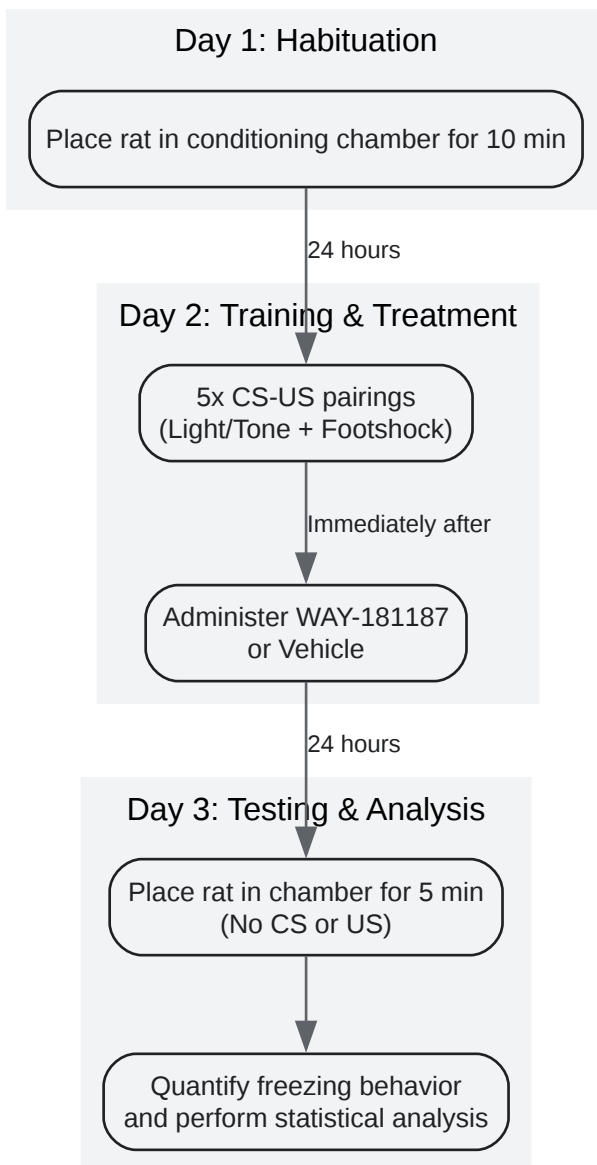 Day 1: Habituation
Place rat in conditioning chamber for 10 min
24 hours
Day 2: Training & Treatment
5x CS-US pairings
(Light/Tone + Footshock)
Immediately after
Administer WAY-181187
or Vehicle
24 hours
Day 3: Testing & Analysis
Place rat in chamber for 5 min
(No CS or US)
Quantify freezing behavior
and perform statistical analysis